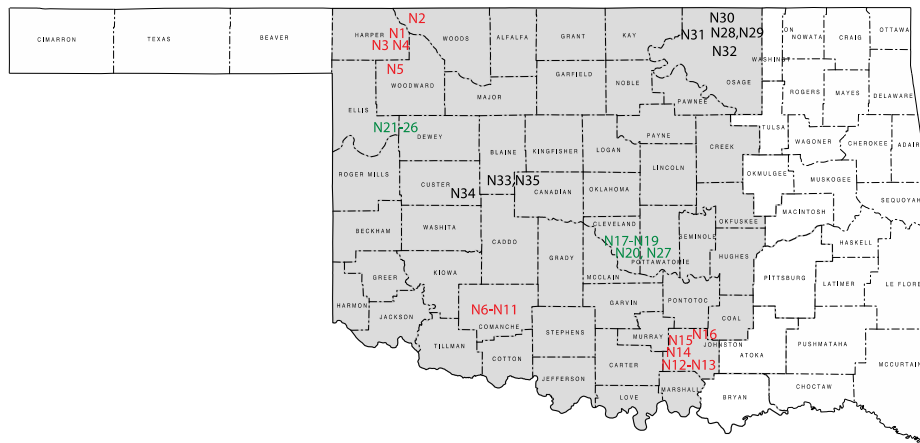 N2
N30
N1
N31
N28,N29
ON
OTTAWA
CIMARRON
TEXAS
BEAVER
HARPER
WOODS
ALFALFA
GRANT
KAY
NOWATA
CRAIG
N3 N4
N32
WASHINGT
N5
GARFIELD
WOODWARD
NOBLE
OSAGE
ROGERS
MAYES
DELAWARE
ELLIS
MAJOR
PAWNEE
N21-26
DEWEY
PAYNE
TULSA
CREEK
WAGONER
CHEROKEE
ADAIR
BLAINE
KINGFISHER
LOGAN
LINCOLN
ROGER MILLS
CUSTER
N33,N35
CANADIAN
OKLAHOMA
OKMULGEE
MUSKOGEE
SEQUOYAH
N34
MACINTOSH
BECKHAM
WASHITA
CLEVELAND
OKFUSKEE
N17-N19
SEMINOLE
HASKELL
CADDO
GRADY
N20, N27
HUGHES
POTTAWATOMIE
KIOWA
GREER
MCCLAIN
PITTSBURG
LATIMER
LE FLORE
HARMON
N6-N11
GARVIN
PONTOTOC
JACKSON
COMANCHE
COAL
STEPHENS
MURRAY
N16
N15
JOHNSTON
PUSHMATAHA
TILLMAN
N14
ATOKA
COTTON
CARTER
N12-N13
MCCURTAIN
JEFFERSON
MARSHALL
CHOCTAW
LOVE
BRYAN